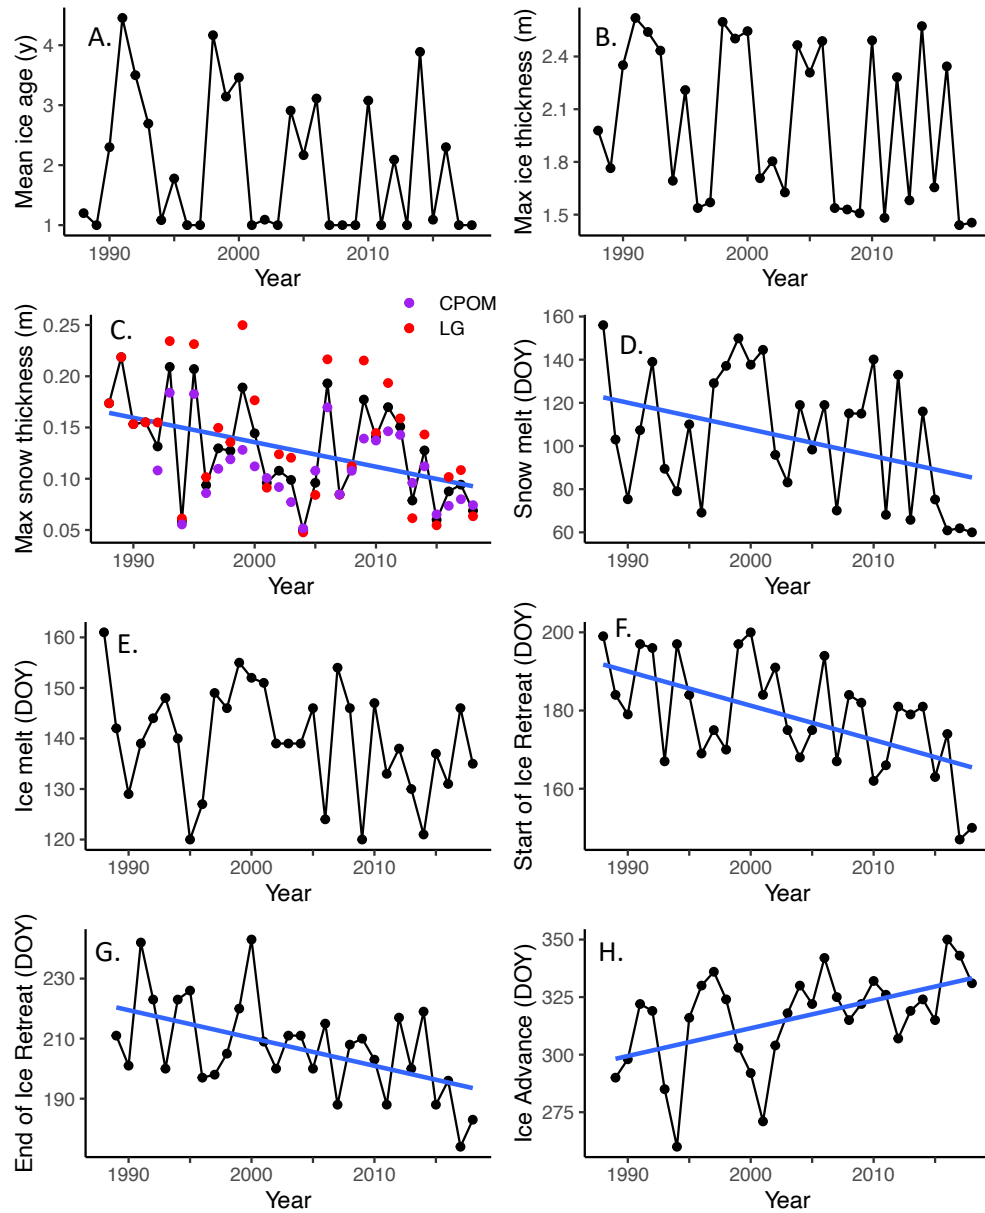 A.
Mean ice age (y)
4
3
2
1
1990 2000 2010
Year
B.
Max ice thickness (m)
2.4
2.1
1.8
1.5
1990 2000 2010
Year
C.
CPOM
LG
Max snow thickness (m)
0.25
0.20
0.15
0.10
0.05
1990 2000 2010
Year
D.
Snow melt (DOY)
160
140
120
100
80
60
1990 2000 2010
Year
E.
Ice melt (DOY)
160
150
140
130
120
1990 2000 2010
Year
F.
Start of Ice Retreat (DOY)
200
180
160
1990 2000 2010
Year
G.
End of Ice Retreat (DOY)
230
210
190
1990 2000 2010
Year
H.
Ice Advance (DOY)
350
325
300
275
1990 2000 2010
Year